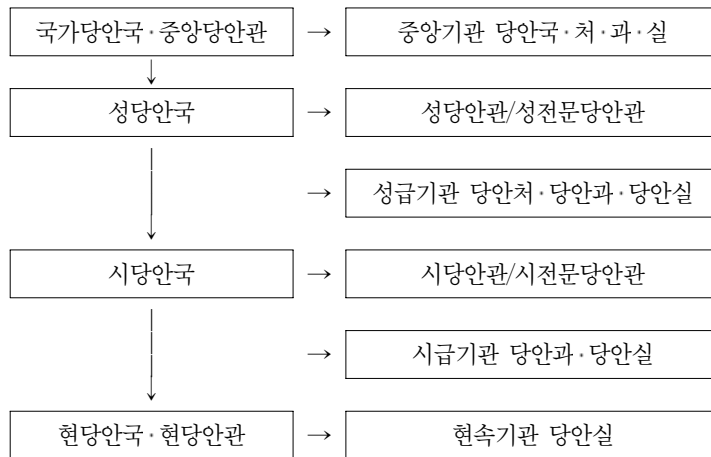 국가당안국·중앙당안관 → 중앙기관 당안국·처·과·실
성당안국 → 성당안관/성전문당안관
→ 성급기관 당안처·당안과·당안실
시당안국 → 시당안관/시전문당안관
→ 시급기관 당안과·당안실
현당안국·현당안관 → 현속기관 당안실